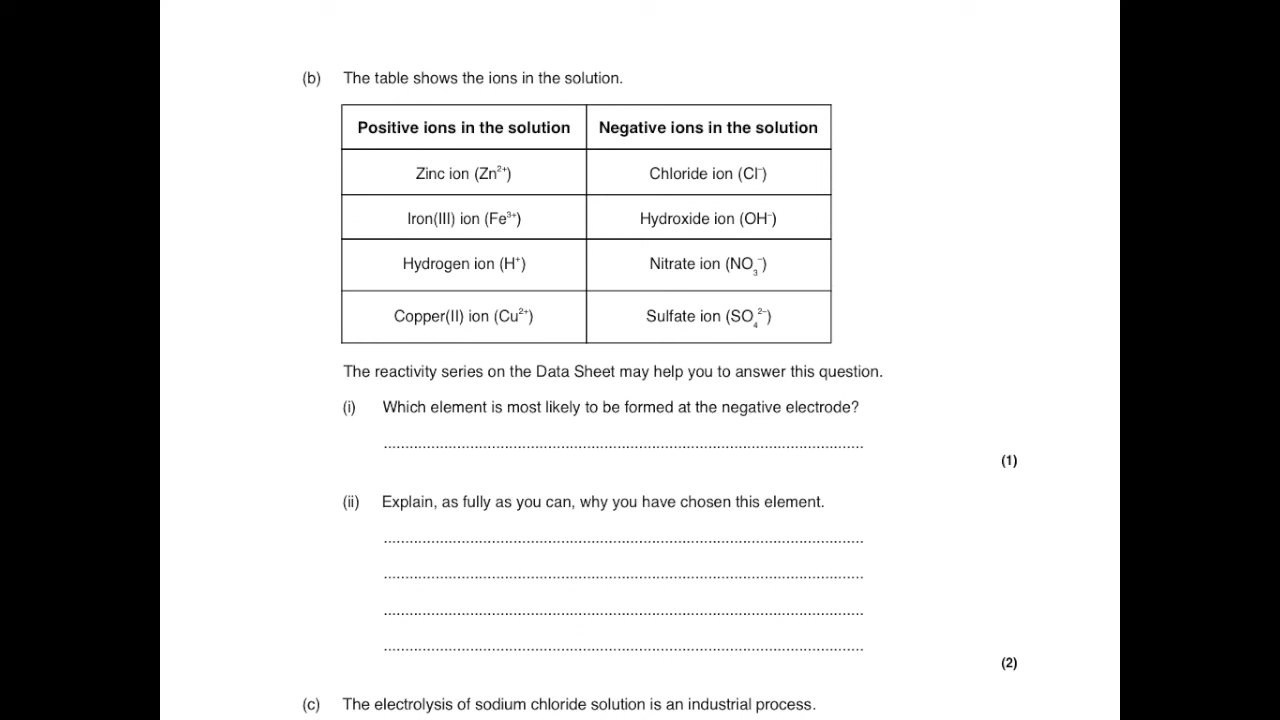 (b) The table shows the ions in the solution.
Positive ions in the solution Negative ions in the solution
Zinc ion (Zn²⁺) Chloride ion (Cl⁻)
Iron(III) ion (Fe³⁺) Hydroxide ion (OH⁻)
Hydrogen ion (H⁺) Nitrate ion (NO₃⁻)
Copper(II) ion (Cu²⁺) Sulfate ion (SO₄²⁻)
The reactivity series on the Data Sheet may help you to answer this question.
(i) Which element is most likely to be formed at the negative electrode?
(1)
(ii) Explain, as fully as you can, why you have chosen this element.
(2)
(c) The electrolysis of sodium chloride solution is an industrial process.